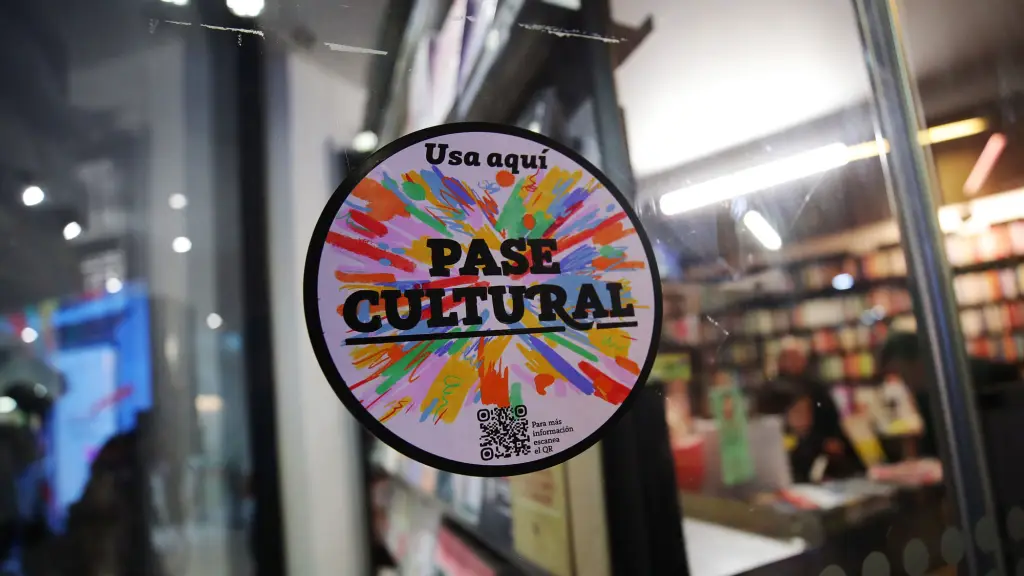 Usa aquí
PASE
CULTURAL
Para más
información
escanea
el QR